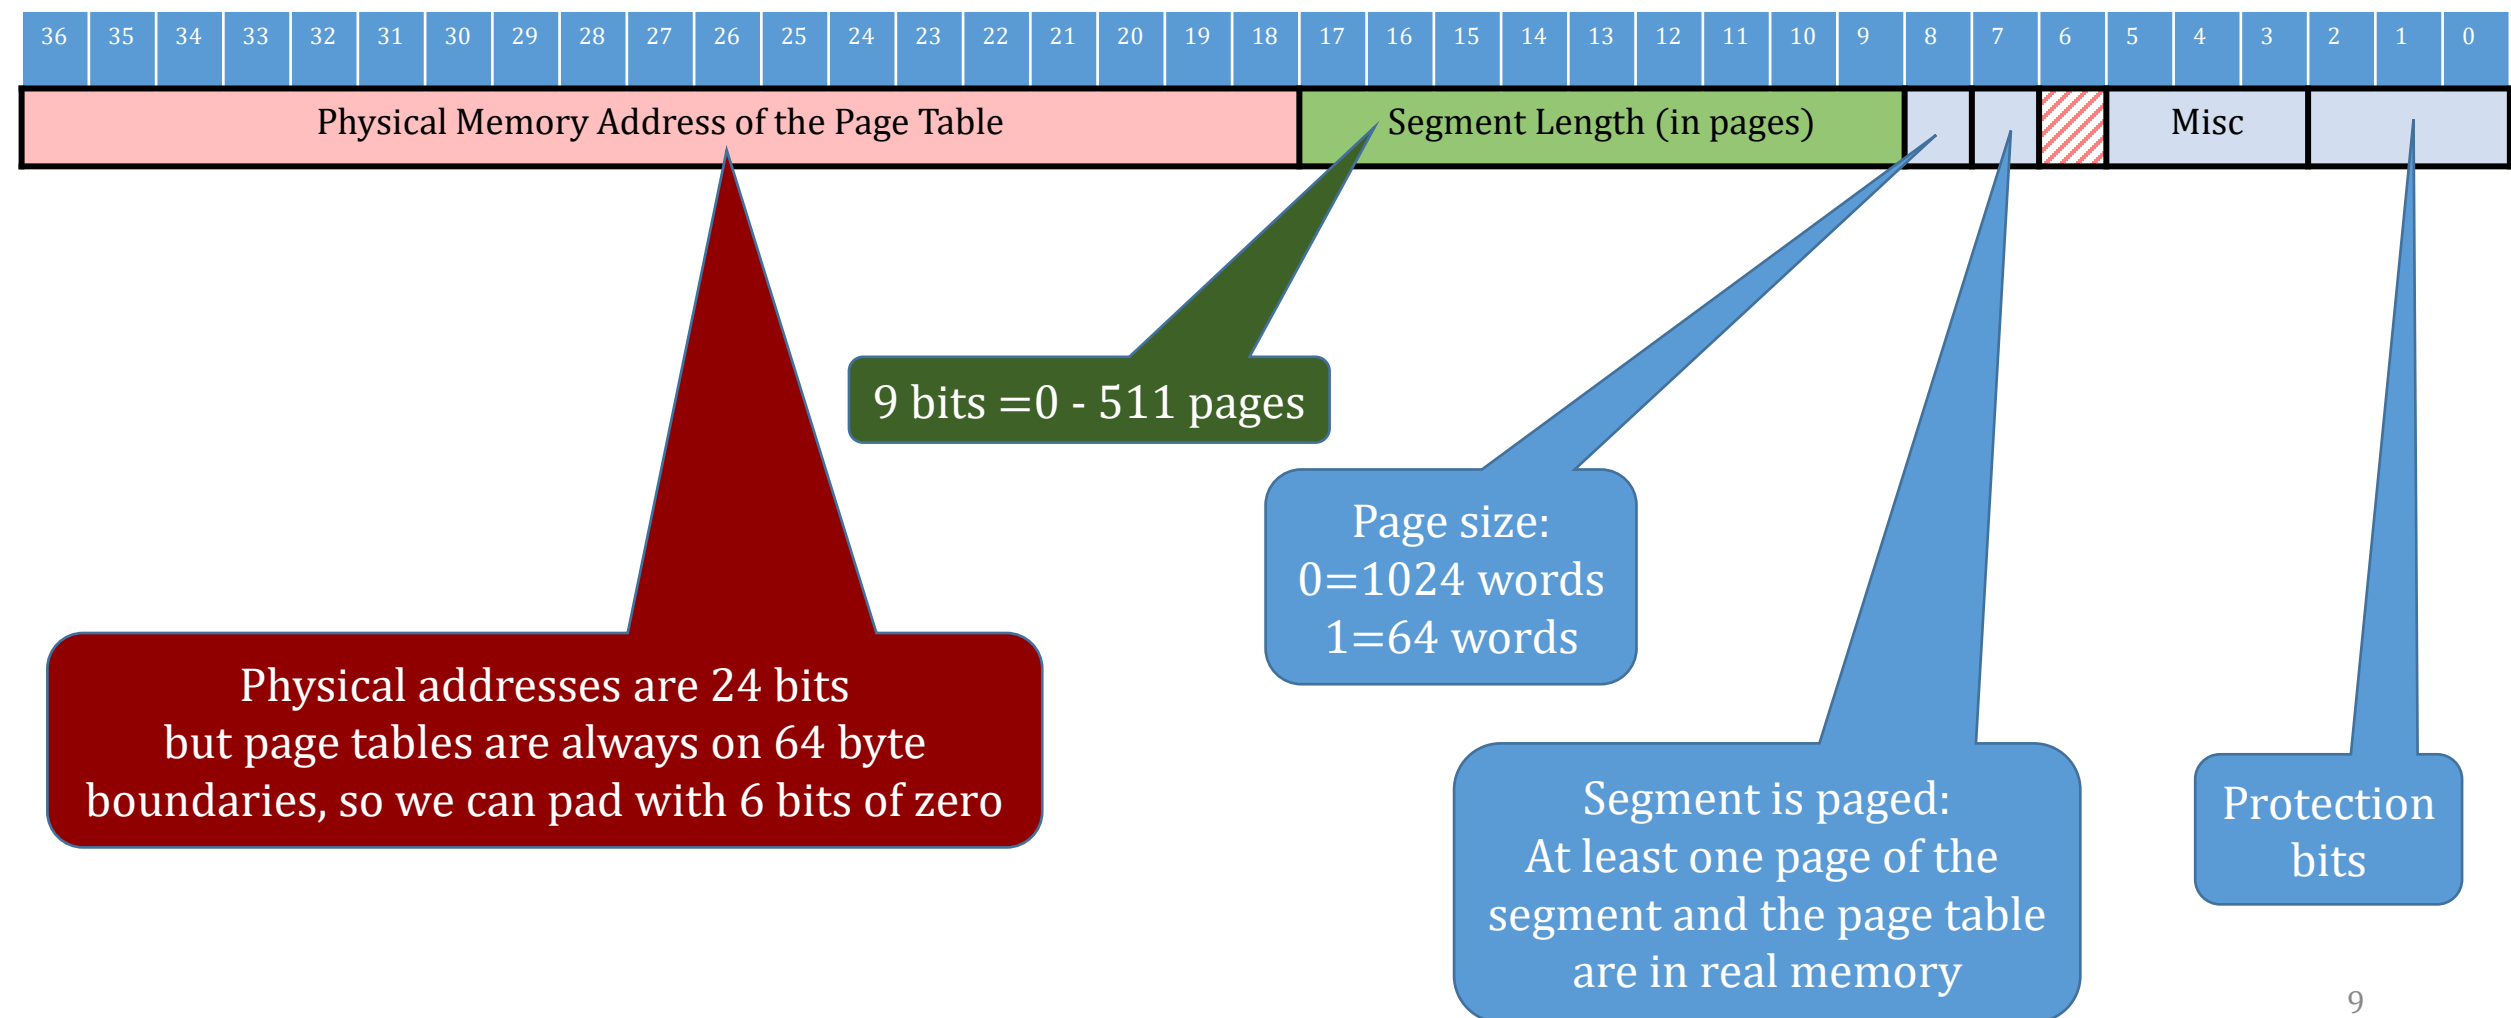 36 35 34 33 32 31 30 29 28 27 26 25 24 23 22 21 20 19 18 17 16 15 14 13 12 11 10 9 8 7 6 5 4 3 2 1 0
Physical Memory Address of the Page Table Segment Length (in pages) Misc
9 bits =0 - 511 pages
Page size:
0=1024 words
1=64 words
Physical addresses are 24 bits
but page tables are always on 64 byte
boundaries, so we can pad with 6 bits of zero
Segment is paged:
At least one page of the
segment and the page table
are in real memory
Protection
bits
9